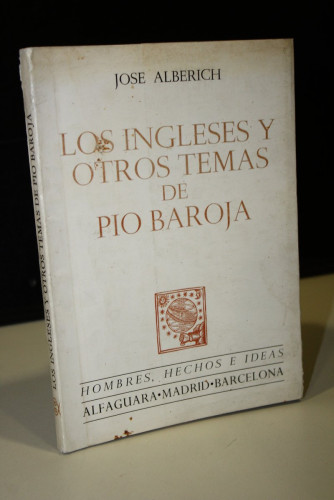 JOSE ALBERICH
LOS INGLESES Y
OTROS TEMAS
DE
PIO BAROJA
HOMBRES, HECHOS E IDEAS
ALFAGUARA•MADRID•BARCELONA
LOS INGLESES Y OTROS TEMAS DE PIO BAROJA